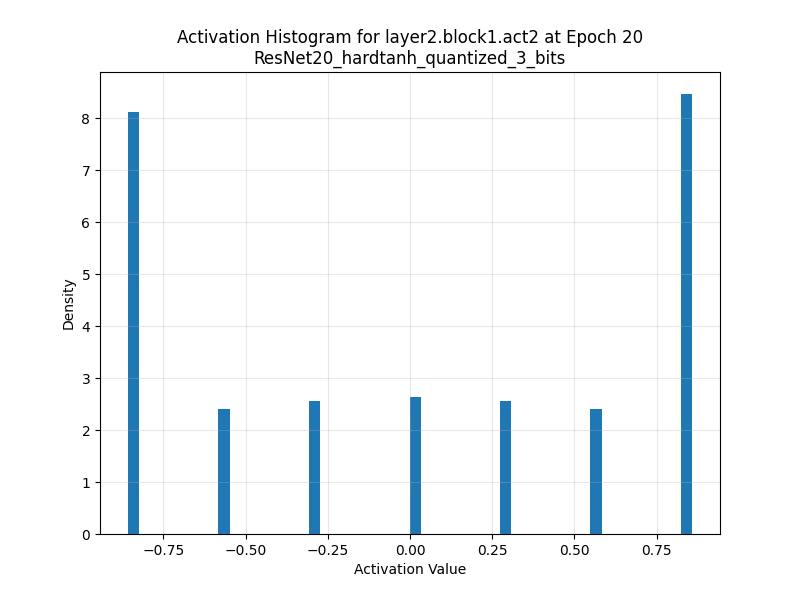 Activation Histogram for layer2.block1.act2 at Epoch 20
ResNet20_hardtanh_quantized_3_bits
Density
8
7
6
5
4
3
2
1
0
−0.75 −0.50 −0.25 0.00 0.25 0.50 0.75
Activation Value